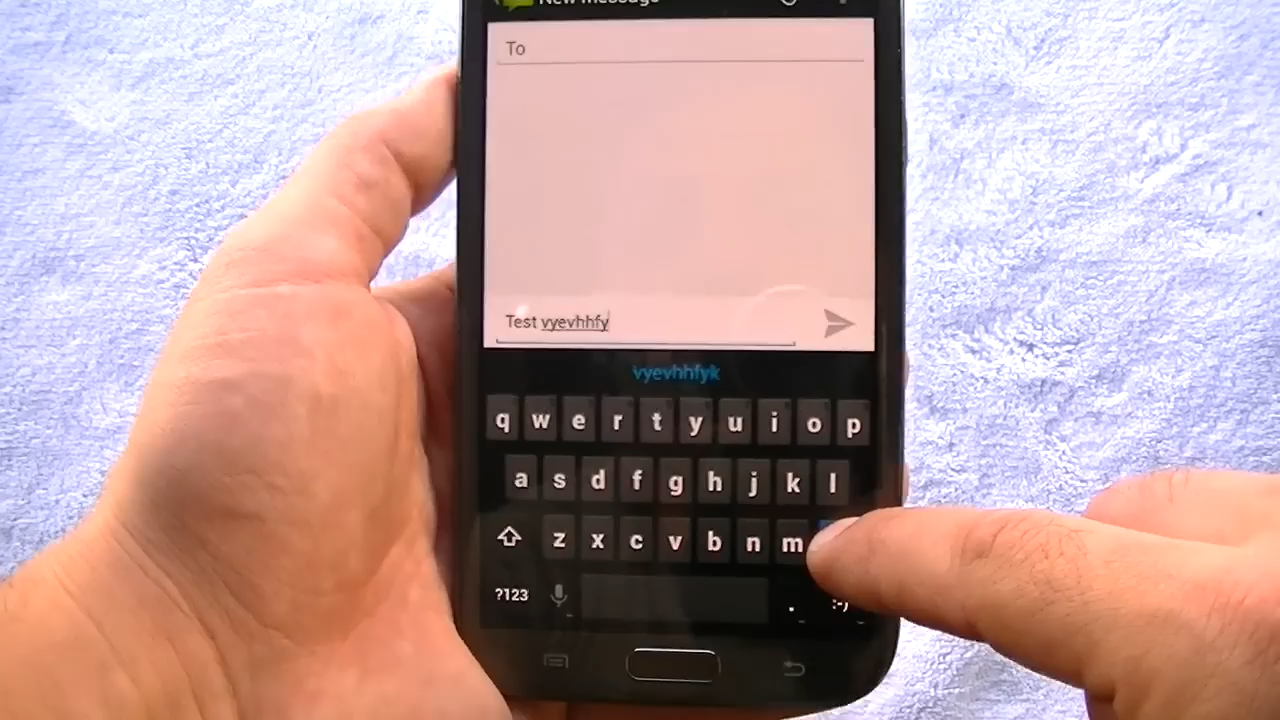 New message
To
Test vyevhhfy
vyevhhfyk
q w e r t y u i o p
a s d f g h j k l
z x c v b n m
?123 . :-)